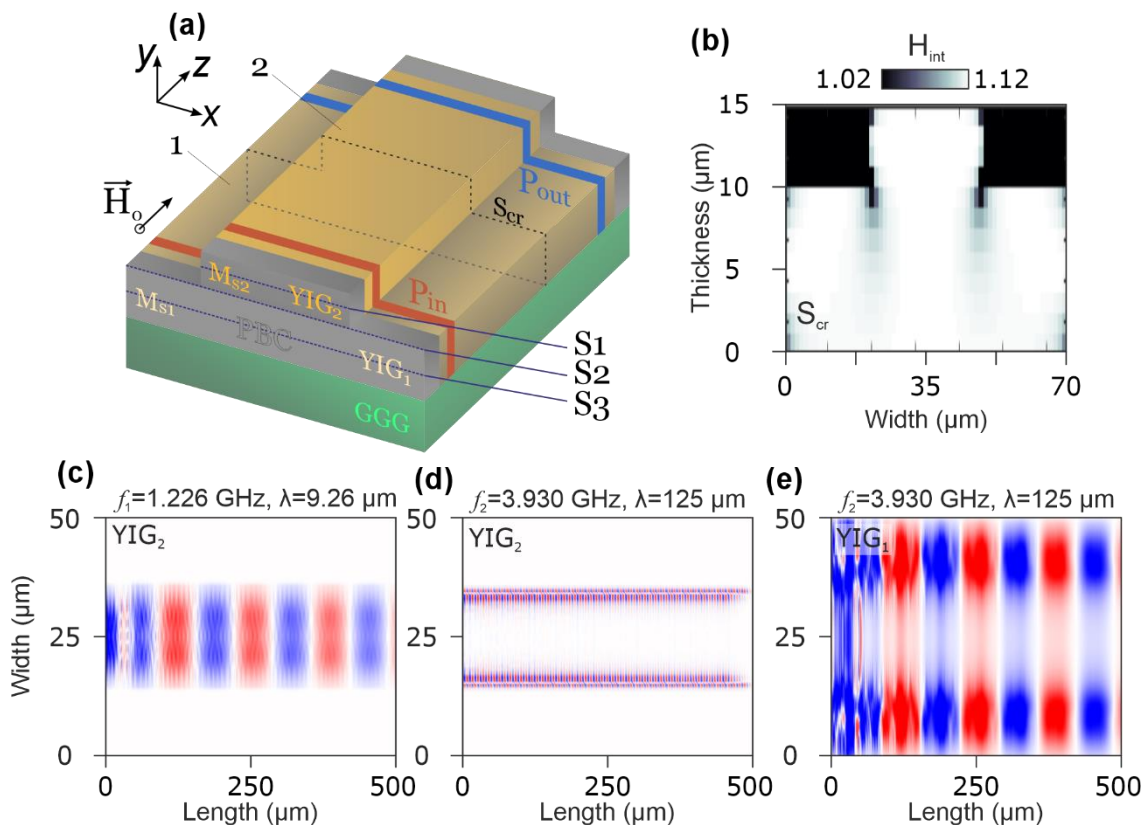 (a)
y
z
x
2
1
H₀
Pout
Scr
Pin
Ms2
YIG₂
Ms1
PBC
YIG₁
GGG
S1
S2
S3
(b)
Hint
1.02 1.12
15
10
5
0
Thickness (µm)
Scr
0 35 70
Width (µm)
(c)
f₁=1.226 GHz, λ=9.26 µm
50
25
0
Width (µm)
YIG₂
0 250 500
Length (µm)
(d)
f₂=3.930 GHz, λ=125 µm
50
25
0
YIG₂
0 250 500
Length (µm)
(e)
f₂=3.930 GHz, λ=125 µm
50
25
0
YIG₁
0 250 500
Length (µm)